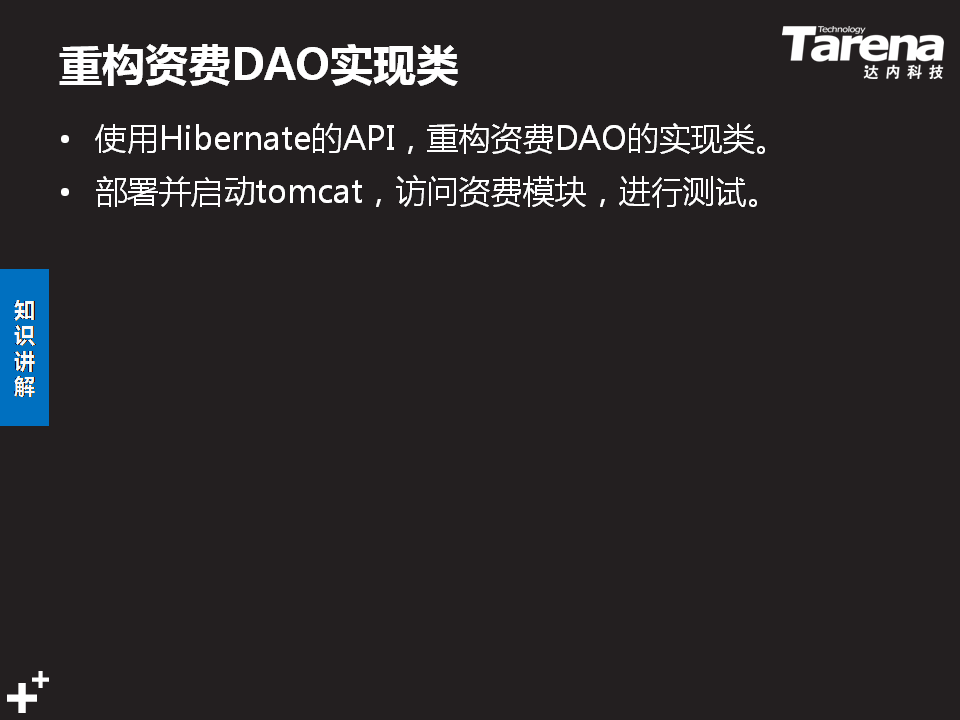 重构资费DAO实现类
Technology
Tarena
达内科技
• 使用Hibernate的API，重构资费DAO的实现类。
• 部署并启动tomcat，访问资费模块，进行测试。
知识讲解